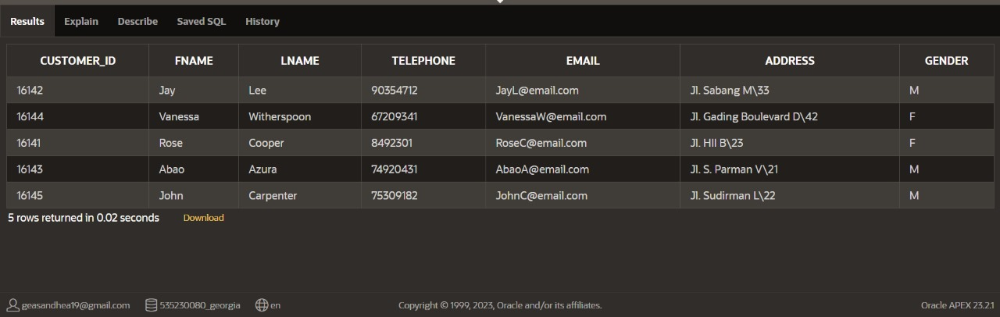 Results Explain Describe Saved SQL History
CUSTOMER_ID FNAME LNAME TELEPHONE EMAIL ADDRESS GENDER
16142 Jay Lee 90354712 JayL@email.com Jl. Sabang M\33 M
16144 Vanessa Witherspoon 67209341 VanessaW@email.com Jl. Gading Boulevard D\42 F
16141 Rose Cooper 8492301 RoseC@email.com Jl. HII B\23 F
16143 Abao Azura 74920431 AbaoA@email.com Jl. S. Parman V\21 M
16145 John Carpenter 75309182 JohnC@email.com Jl. Sudirman L\22 M
5 rows returned in 0.02 seconds Download
geasandhea19@gmail.com 535230080_georgia en Copyright © 1999, 2023, Oracle and/or its affiliates. Oracle APEX 23.2.1